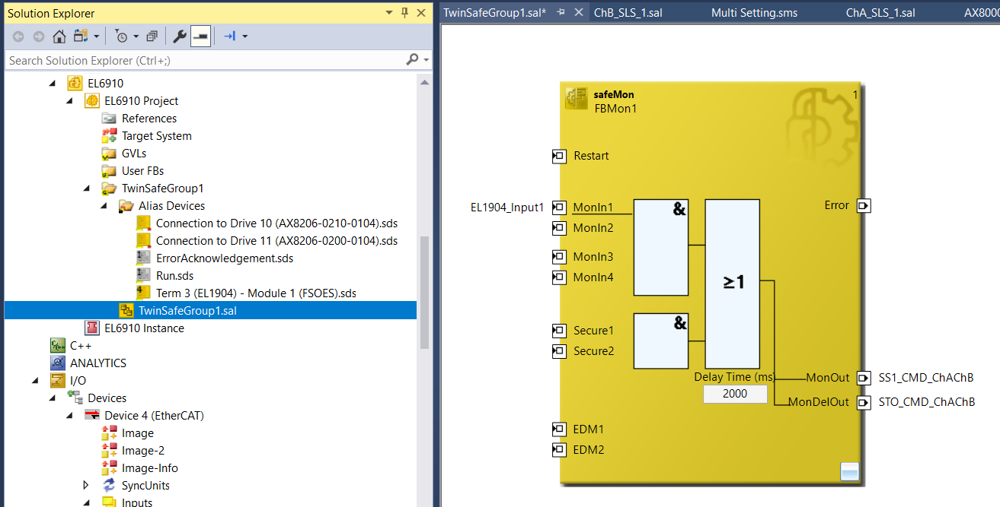 Solution Explorer
Search Solution Explorer (Ctrl+;)
EL6910
EL6910 Project
References
Target System
GVLs
User FBs
TwinSafeGroup1
Alias Devices
Connection to Drive 10 (AX8206-0210-0104).sds
Connection to Drive 11 (AX8206-0200-0104).sds
ErrorAcknowledgement.sds
Run.sds
Term 3 (EL1904) - Module 1 (FSOES).sds
TwinSafeGroup1.sal
EL6910 Instance
C++
ANALYTICS
I/O
Devices
Device 4 (EtherCAT)
Image
Image-2
Image-Info
SyncUnits
Inputs
TwinSafeGroup1.sal* ChB_SLS_1.sal Multi Setting.sms ChA_SLS_1.sal AX8000
safeMon 1
FBMon1
Restart
EL1904_Input1 MonIn1 & Error
MonIn2
MonIn3
MonIn4 ≥1
Secure1 &
Secure2
Delay Time (ms) MonOut SS1_CMD_ChAChB
2000
MonDelOut STO_CMD_ChAChB
EDM1
EDM2